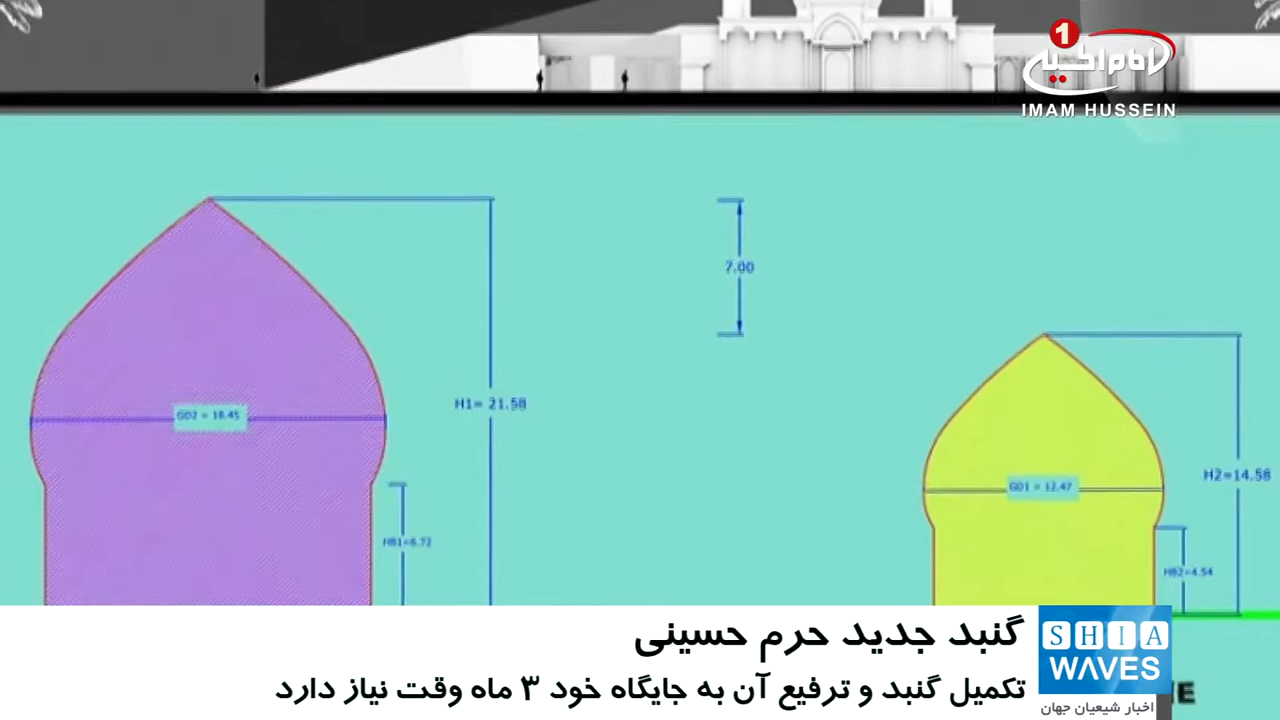 1
امام حسین
IMAM HUSSEIN
7.00
GD2 = 18.45
H1= 21.58
H2=14.58
GD1 = 12.47
HB1=6.72
HB2=4.54
گنبد جدید حرم حسینی
SHIA
WAVES
تکمیل گنبد و ترفیع آن به جایگاه خود ۳ ماه وقت نیاز دارد
اخبار شیعیان جهان